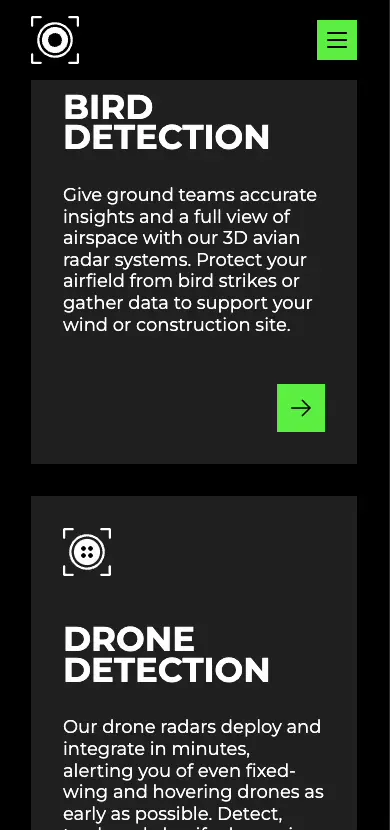 BIRD
DETECTION
Give ground teams accurate
insights and a full view of
airspace with our 3D avian
radar systems. Protect your
airfield from bird strikes or
gather data to support your
wind or construction site.
DRONE
DETECTION
Our drone radars deploy and
integrate in minutes,
alerting you of even fixed-
wing and hovering drones as
early as possible. Detect,